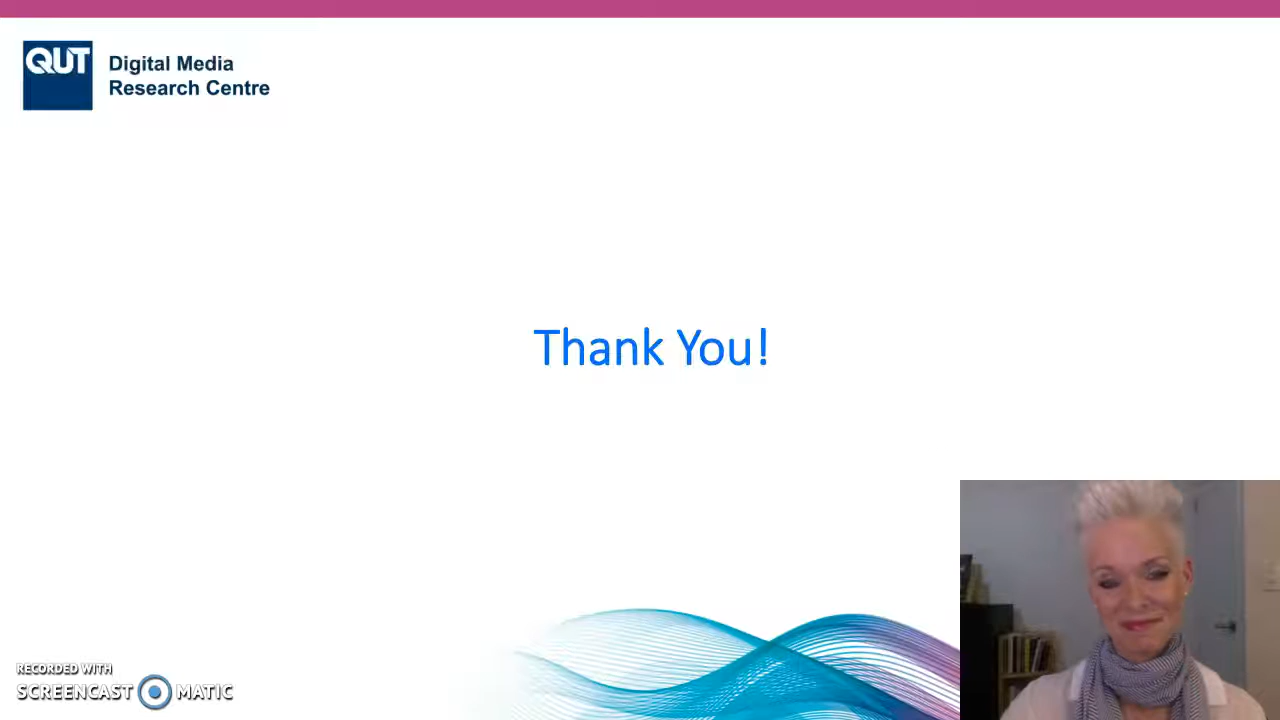 QUT
Digital Media
Research Centre
Thank You!
RECORDED WITH
SCREENCAST MATIC